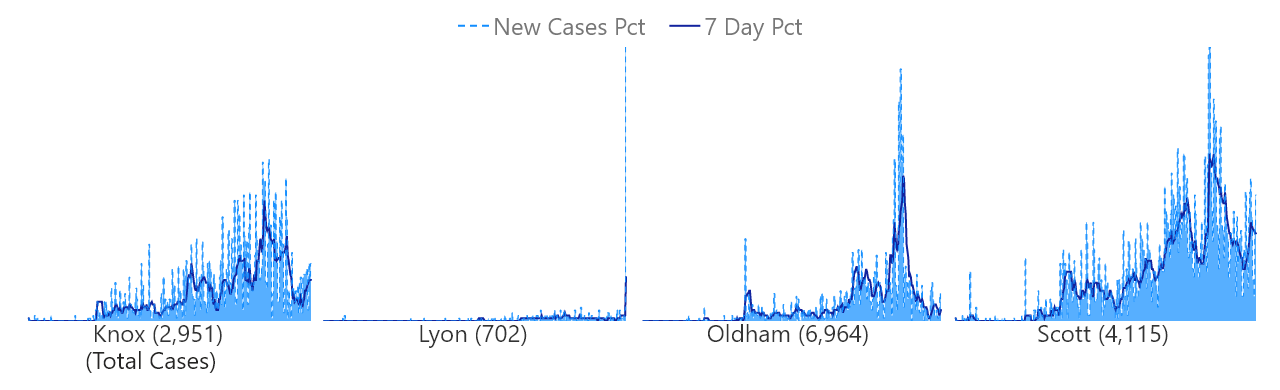 New Cases Pct 7 Day Pct
Knox (2,951) Lyon (702) Oldham (6,964) Scott (4,115)
(Total Cases)